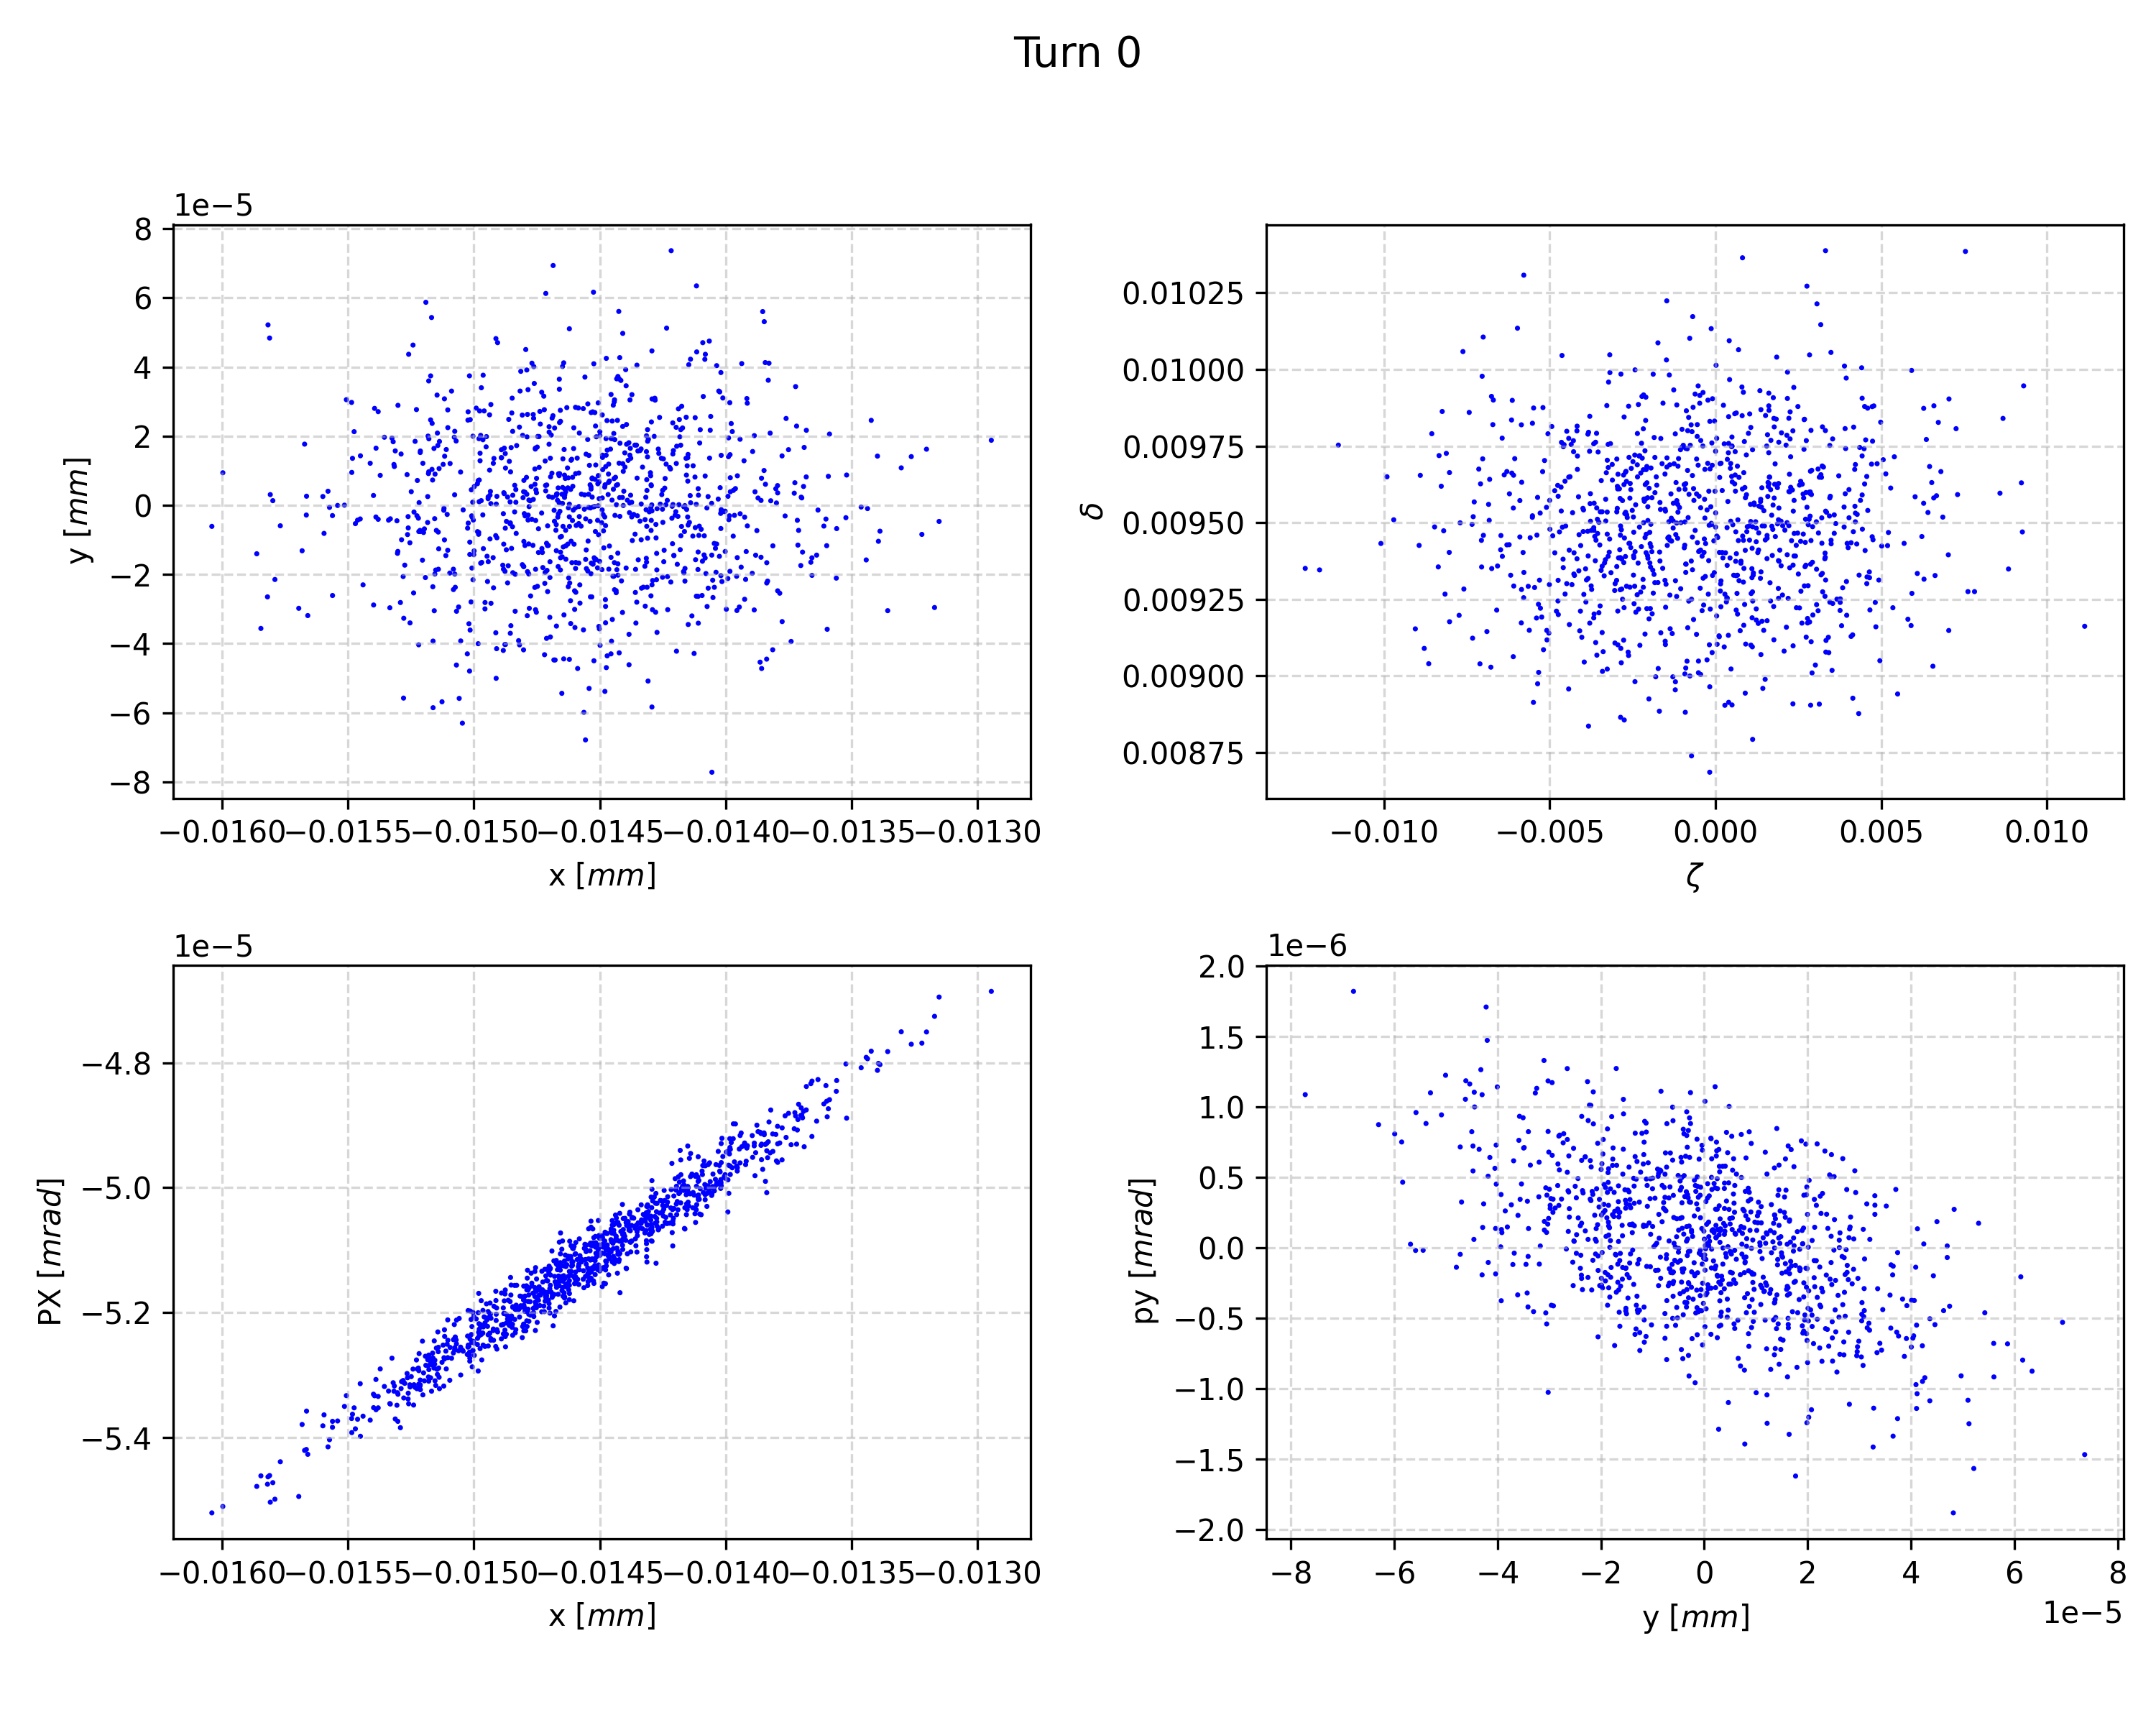 Turn 0
1e−5
8
6
4
2
0
−2
−4
−6
−8
y [mm]
−0.0160 −0.0155 −0.0150 −0.0145 −0.0140 −0.0135 −0.0130
x [mm]
0.01025
0.01000
0.00975
0.00950
0.00925
0.00900
0.00875
δ
−0.010 −0.005 0.000 0.005 0.010
ζ
1e−5
−4.8
−5.0
−5.2
−5.4
PX [mrad]
−0.0160 −0.0155 −0.0150 −0.0145 −0.0140 −0.0135 −0.0130
x [mm]
1e−6
2.0
1.5
1.0
0.5
0.0
−0.5
−1.0
−1.5
−2.0
py [mrad]
−8 −6 −4 −2 0 2 4 6 8
y [mm]
1e−5